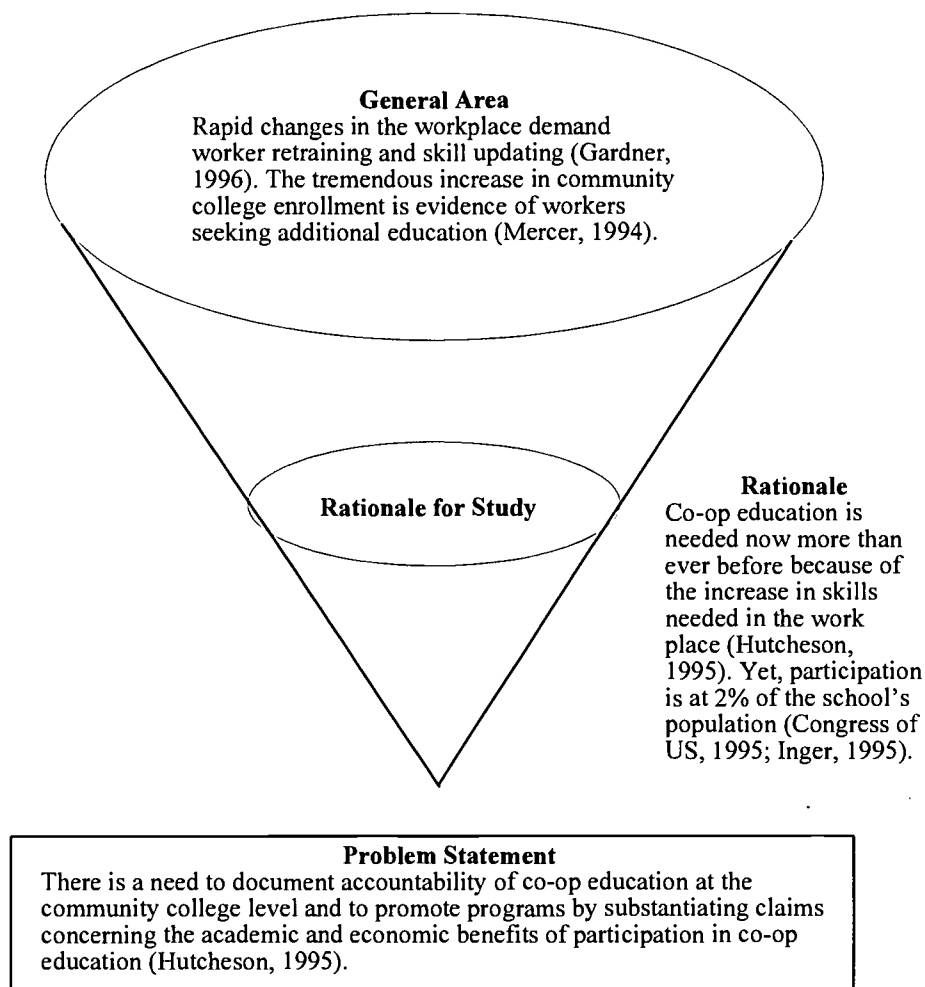 General Area
Rapid changes in the workplace demand
worker retraining and skill updating (Gardner,
1996). The tremendous increase in community
college enrollment is evidence of workers
seeking additional education (Mercer, 1994).
Rationale for Study
Rationale
Co-op education is
needed now more than
ever before because of
the increase in skills
needed in the work
place (Hutcheson,
1995). Yet, participation
is at 2% of the school's
population (Congress of
US, 1995; Inger, 1995).
Problem Statement
There is a need to document accountability of co-op education at the
community college level and to promote programs by substantiating claims
concerning the academic and economic benefits of participation in co-op
education (Hutcheson, 1995).